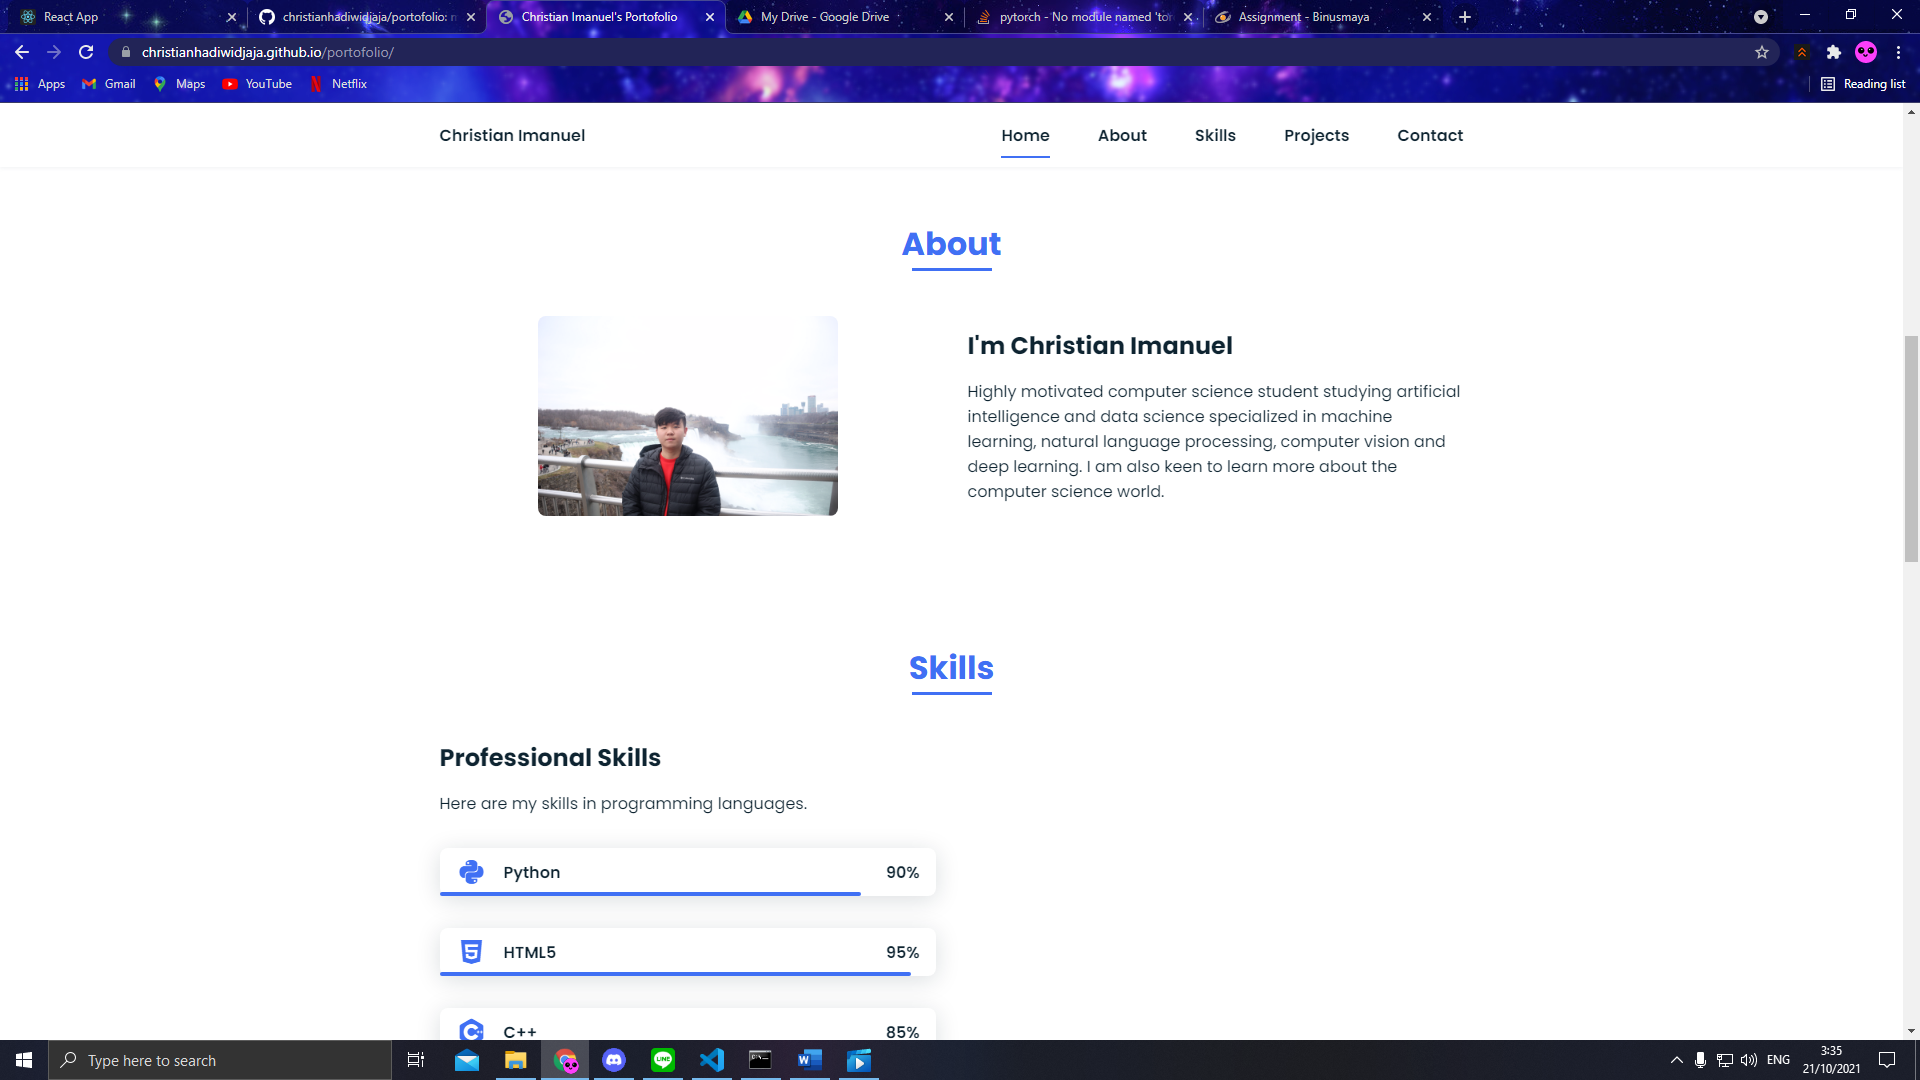 React App
christianhadiwidjaja/portofolio: m
Christian Imanuel's Portofolio
My Drive - Google Drive
pytorch - No module named 'tor
Assignment - Binusmaya
christianhadiwidjaja.github.io/portofolio/
Apps
Gmail
Maps
YouTube
Netflix
Reading list
Christian Imanuel
Home
About
Skills
Projects
Contact
About
I'm Christian Imanuel
Highly motivated computer science student studying artificial
intelligence and data science specialized in machine
learning, natural language processing, computer vision and
deep learning. I am also keen to learn more about the
computer science world.
Skills
Professional Skills
Here are my skills in programming languages.
Python 90%
HTML5 95%
C++ 85%
Type here to search
ENG
3:35
21/10/2021